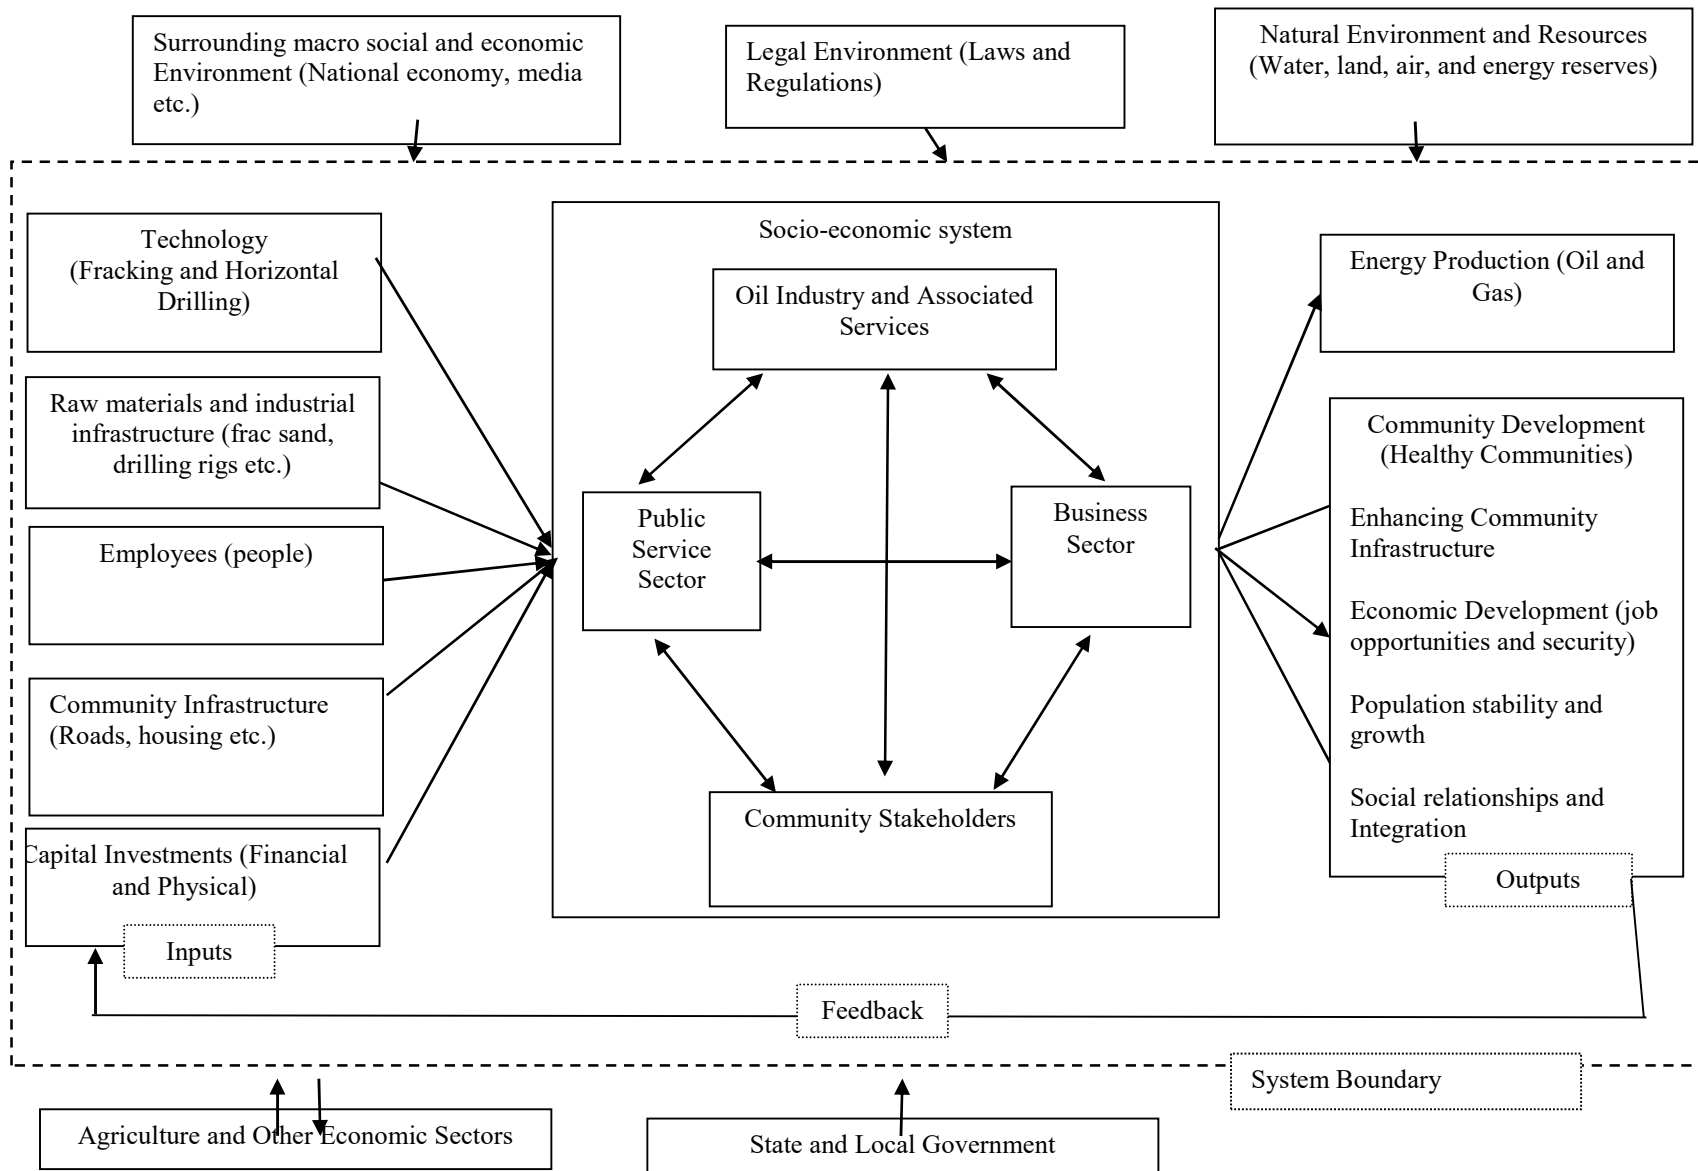 Surrounding macro social and economic
Environment (National economy, media
etc.)
Legal Environment (Laws and
Regulations)
Natural Environment and Resources
(Water, land, air, and energy reserves)
Technology
(Fracking and Horizontal
Drilling)
Raw materials and industrial
infrastructure (frac sand,
drilling rigs etc.)
Employees (people)
Community Infrastructure
(Roads, housing etc.)
Capital Investments (Financial
and Physical)
Inputs
Socio-economic system
Oil Industry and Associated
Services
Public
Service
Sector
Business
Sector
Community Stakeholders
Energy Production (Oil and
Gas)
Community Development
(Healthy Communities)
Enhancing Community
Infrastructure
Economic Development (job
opportunities and security)
Population stability and
growth
Social relationships and
Integration
Outputs
Feedback
System Boundary
Agriculture and Other Economic Sectors
State and Local Government